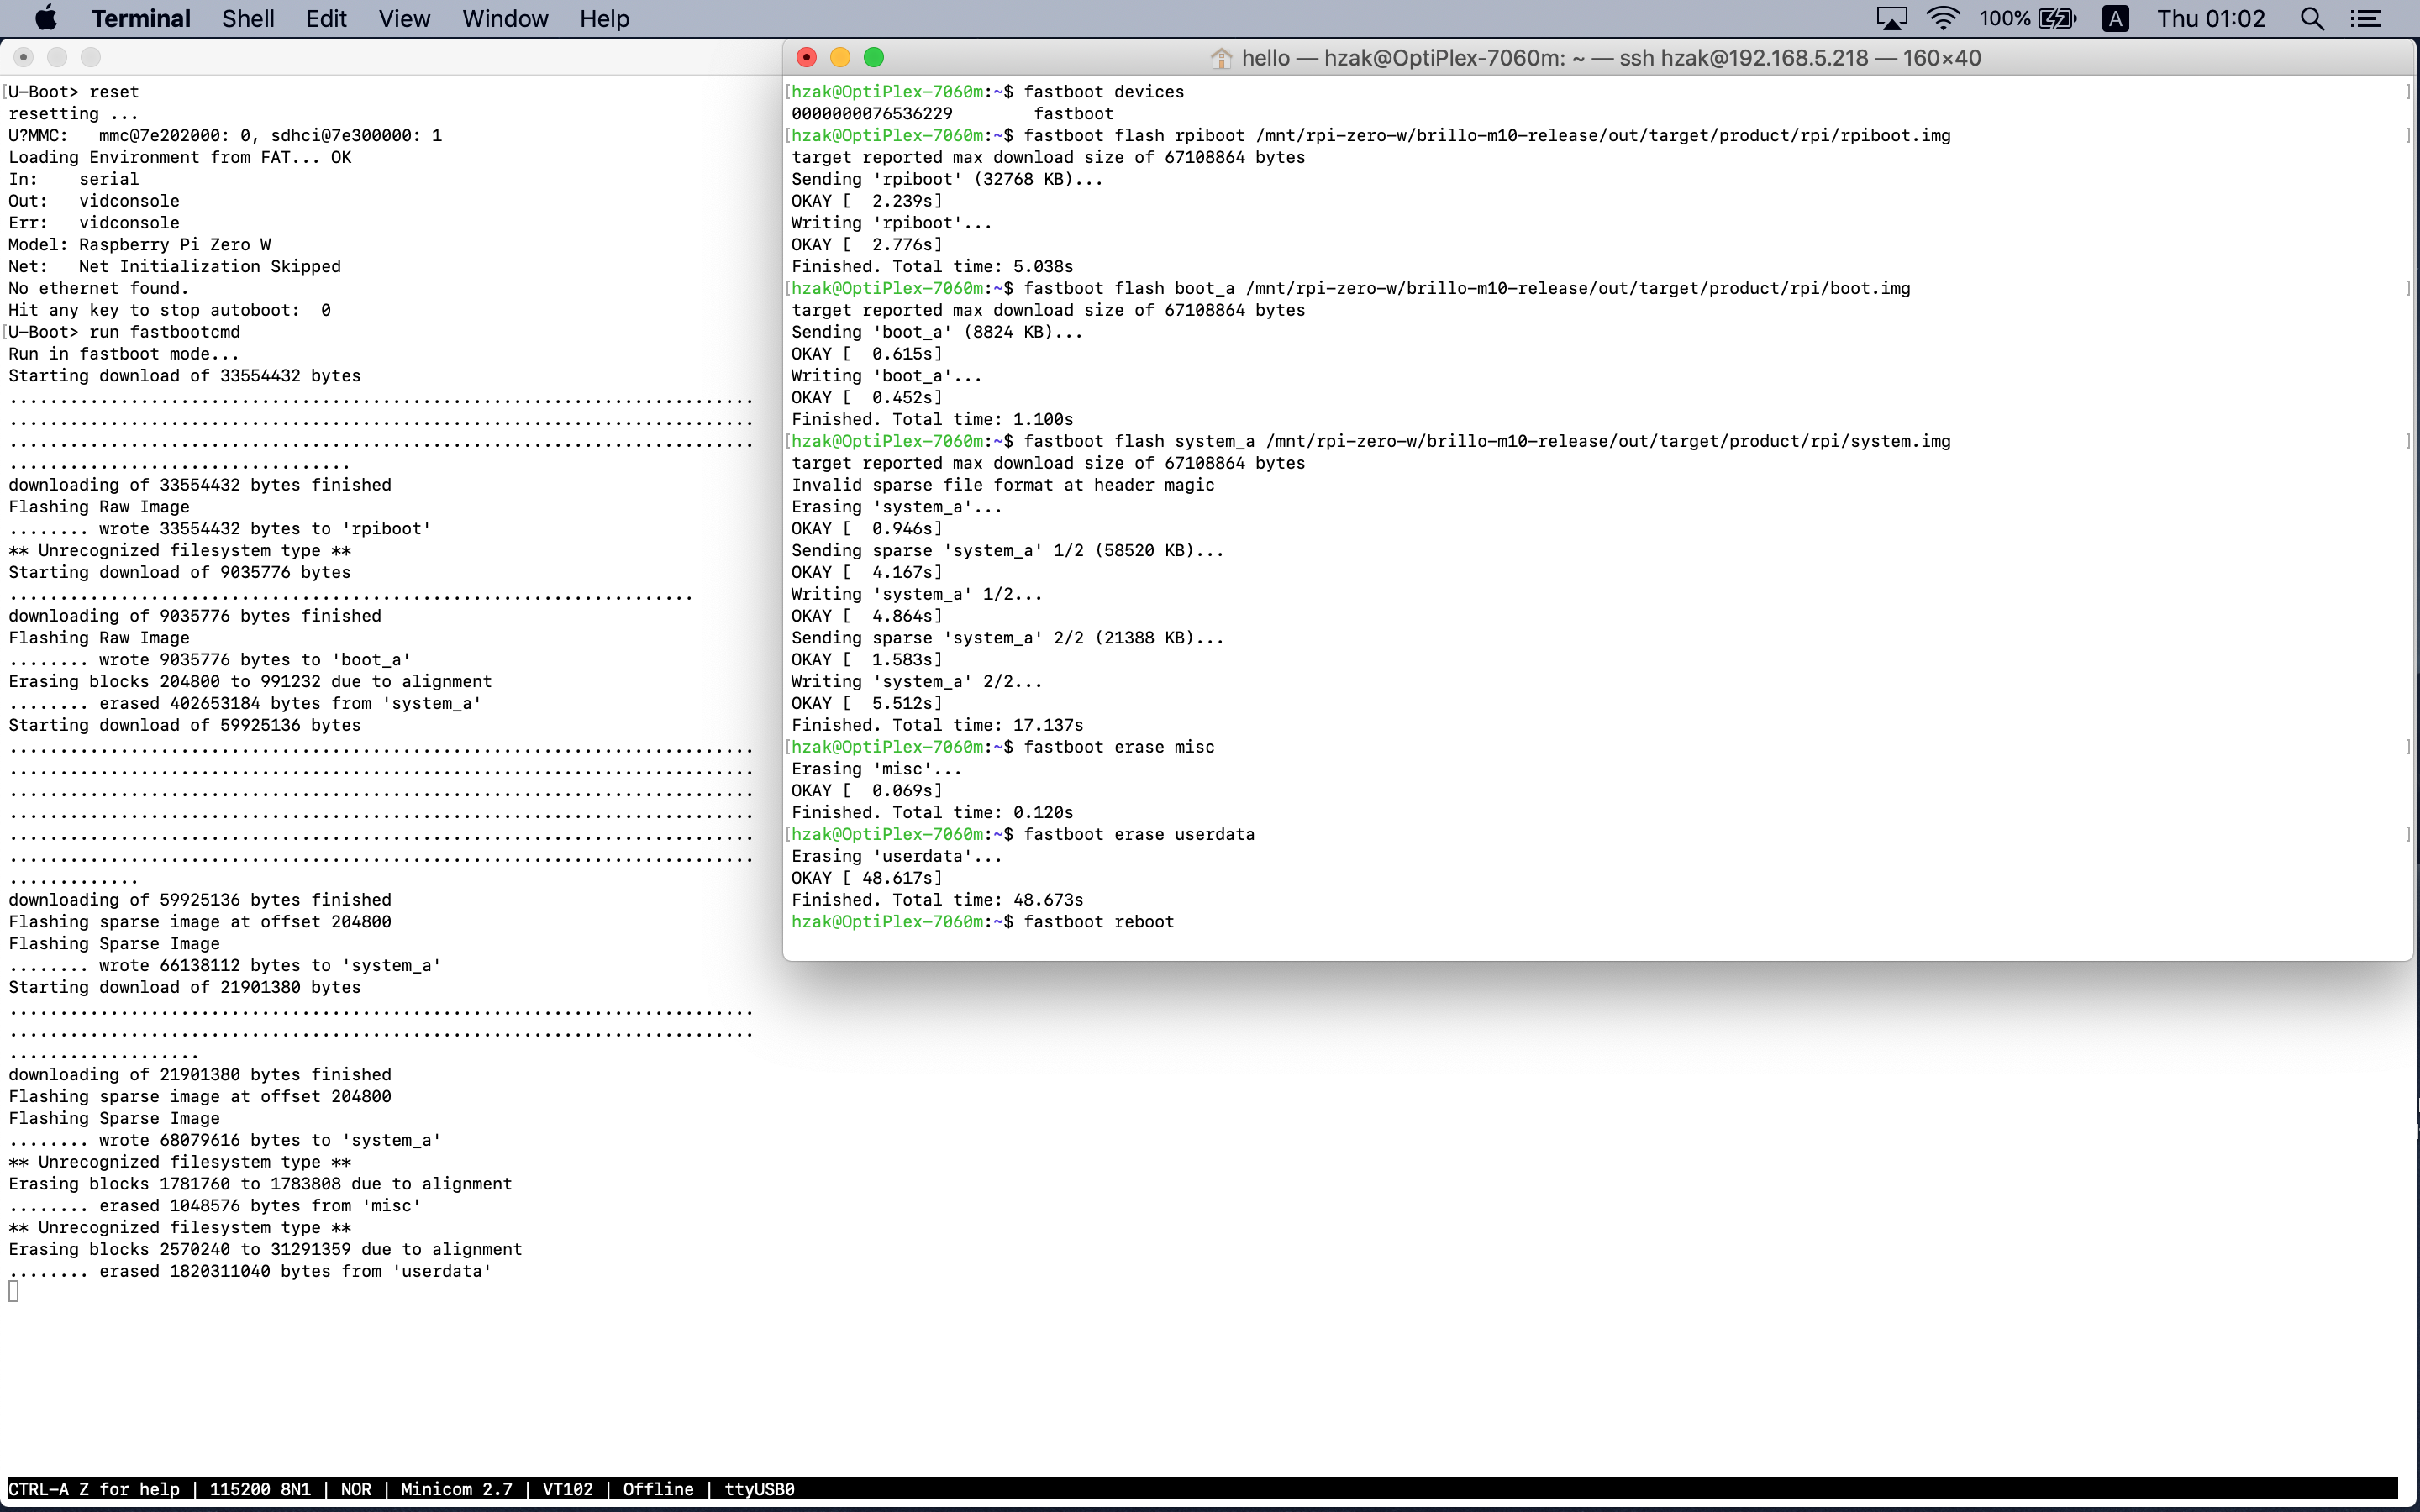 Terminal Shell Edit View Window Help 100% A Thu 01:02
U-Boot> reset
resetting ...
U?MMC:   mmc@7e202000: 0, sdhci@7e300000: 1
Loading Environment from FAT... OK
In:    serial
Out:   vidconsole
Err:   vidconsole
Model: Raspberry Pi Zero W
Net:   Net Initialization Skipped
No ethernet found.
Hit any key to stop autoboot:  0
U-Boot> run fastbootcmd
Run in fastboot mode...
Starting download of 33554432 bytes
..........................................................................
..........................................................................
..........................................................................
..................................
downloading of 33554432 bytes finished
Flashing Raw Image
........ wrote 33554432 bytes to 'rpiboot'
** Unrecognized filesystem type **
Starting download of 9035776 bytes
....................................................................
downloading of 9035776 bytes finished
Flashing Raw Image
........ wrote 9035776 bytes to 'boot_a'
Erasing blocks 204800 to 991232 due to alignment
........ erased 402653184 bytes from 'system_a'
Starting download of 59925136 bytes
..........................................................................
..........................................................................
..........................................................................
..........................................................................
..........................................................................
..........................................................................
.............
downloading of 59925136 bytes finished
Flashing sparse image at offset 204800
Flashing Sparse Image
........ wrote 66138112 bytes to 'system_a'
Starting download of 21901380 bytes
..........................................................................
..........................................................................
...................
downloading of 21901380 bytes finished
Flashing sparse image at offset 204800
Flashing Sparse Image
........ wrote 68079616 bytes to 'system_a'
** Unrecognized filesystem type **
Erasing blocks 1781760 to 1783808 due to alignment
........ erased 1048576 bytes from 'misc'
** Unrecognized filesystem type **
Erasing blocks 2570240 to 31291359 due to alignment
........ erased 1820311040 bytes from 'userdata'
CTRL-A Z for help | 115200 8N1 | NOR | Minicom 2.7 | VT102 | Offline | ttyUSB0
hello — hzak@OptiPlex-7060m: ~ — ssh hzak@192.168.5.218 — 160×40
hzak@OptiPlex-7060m:~$ fastboot devices
0000000076536229        fastboot
hzak@OptiPlex-7060m:~$ fastboot flash rpiboot /mnt/rpi-zero-w/brillo-m10-release/out/target/product/rpi/rpiboot.img
target reported max download size of 67108864 bytes
Sending 'rpiboot' (32768 KB)...
OKAY [  2.239s]
Writing 'rpiboot'...
OKAY [  2.776s]
Finished. Total time: 5.038s
hzak@OptiPlex-7060m:~$ fastboot flash boot_a /mnt/rpi-zero-w/brillo-m10-release/out/target/product/rpi/boot.img
target reported max download size of 67108864 bytes
Sending 'boot_a' (8824 KB)...
OKAY [  0.615s]
Writing 'boot_a'...
OKAY [  0.452s]
Finished. Total time: 1.100s
hzak@OptiPlex-7060m:~$ fastboot flash system_a /mnt/rpi-zero-w/brillo-m10-release/out/target/product/rpi/system.img
target reported max download size of 67108864 bytes
Invalid sparse file format at header magic
Erasing 'system_a'...
OKAY [  0.946s]
Sending sparse 'system_a' 1/2 (58520 KB)...
OKAY [  4.167s]
Writing 'system_a' 1/2...
OKAY [  4.864s]
Sending sparse 'system_a' 2/2 (21388 KB)...
OKAY [  1.583s]
Writing 'system_a' 2/2...
OKAY [  5.512s]
Finished. Total time: 17.137s
hzak@OptiPlex-7060m:~$ fastboot erase misc
Erasing 'misc'...
OKAY [  0.069s]
Finished. Total time: 0.120s
hzak@OptiPlex-7060m:~$ fastboot erase userdata
Erasing 'userdata'...
OKAY [ 48.617s]
Finished. Total time: 48.673s
hzak@OptiPlex-7060m:~$ fastboot reboot